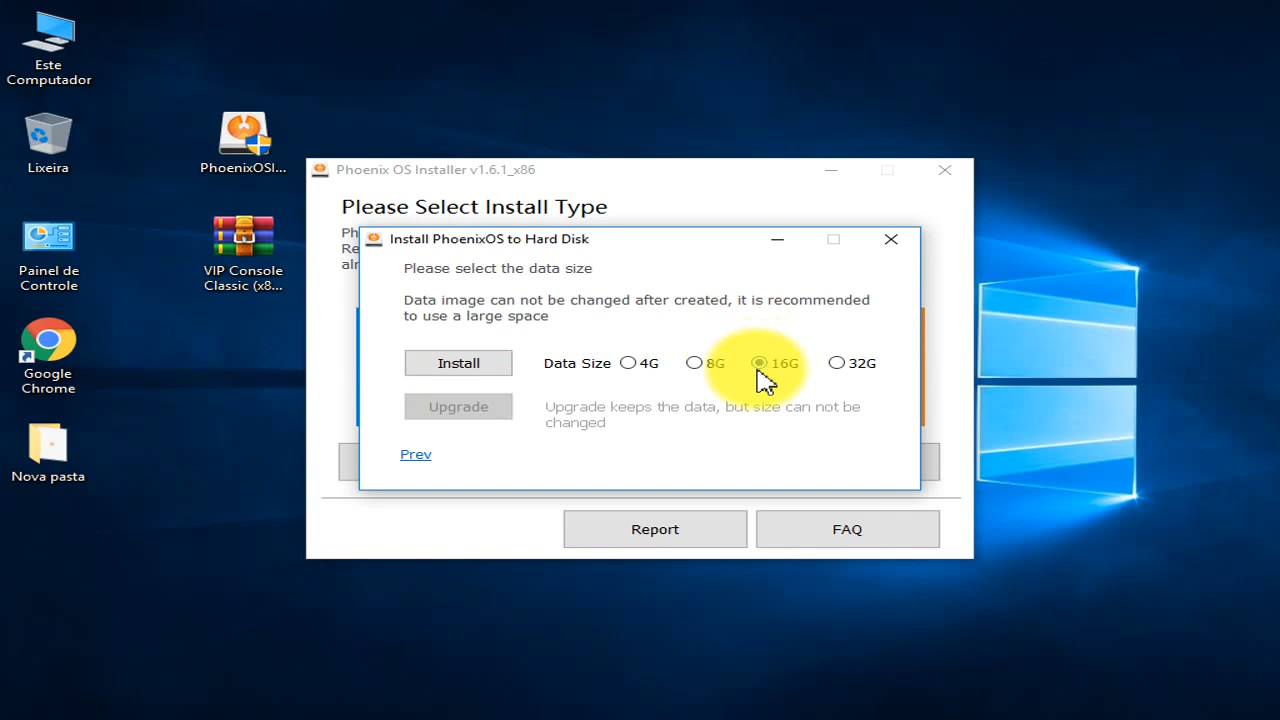 Este
Computador
Lixeira
Painel de
Controle
Google
Chrome
Nova pasta
PhoenixOSI...
VIP Console
Classic (x8...
Phoenix OS Installer v1.6.1_x86
Please Select Install Type
Ph
Re
alr
Install PhoenixOS to Hard Disk
Please select the data size
Data image can not be changed after created, it is recommended
to use a large space
Install
Data Size 4G 8G 16G 32G
Upgrade
Upgrade keeps the data, but size can not be
changed
Prev
Report
FAQ